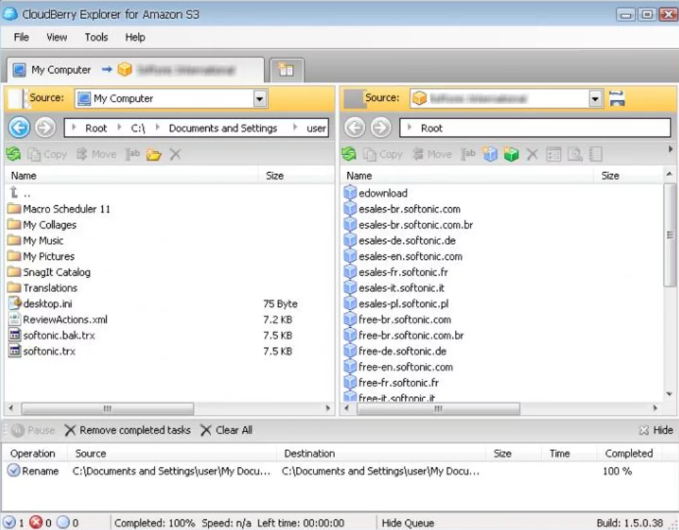 CloudBerry Explorer for Amazon S3
File View Tools Help
My Computer
Source: My Computer
Source:
Root C:\ Documents and Settings user
Root
Copy Move
Copy Move
Name Size
Name Size
..
Macro Scheduler 11
My Collages
My Music
My Pictures
SnagIt Catalog
Translations
desktop.ini 75 Byte
ReviewActions.xml 7.2 KB
softonic.bak.trx 7.5 KB
softonic.trx 7.5 KB
edownload
esales-br.softonic.com
esales-br.softonic.com.br
esales-de.softonic.de
esales-en.softonic.com
esales-fr.softonic.fr
esales-it.softonic.it
esales-pl.softonic.pl
free-br.softonic.com
free-br.softonic.com.br
free-de.softonic.de
free-en.softonic.com
free-fr.softonic.fr
free-it.softonic.it
Pause Remove completed tasks Clear All Hide
Operation Source Destination Size Time Completed
Rename C:\Documents and Settings\user\My Docu... C:\Documents and Settings\user\My Docu... 100 %
1 0 0 Completed: 100% Speed: n/a Left time: 00:00:00 Hide Queue Build: 1.5.0.38